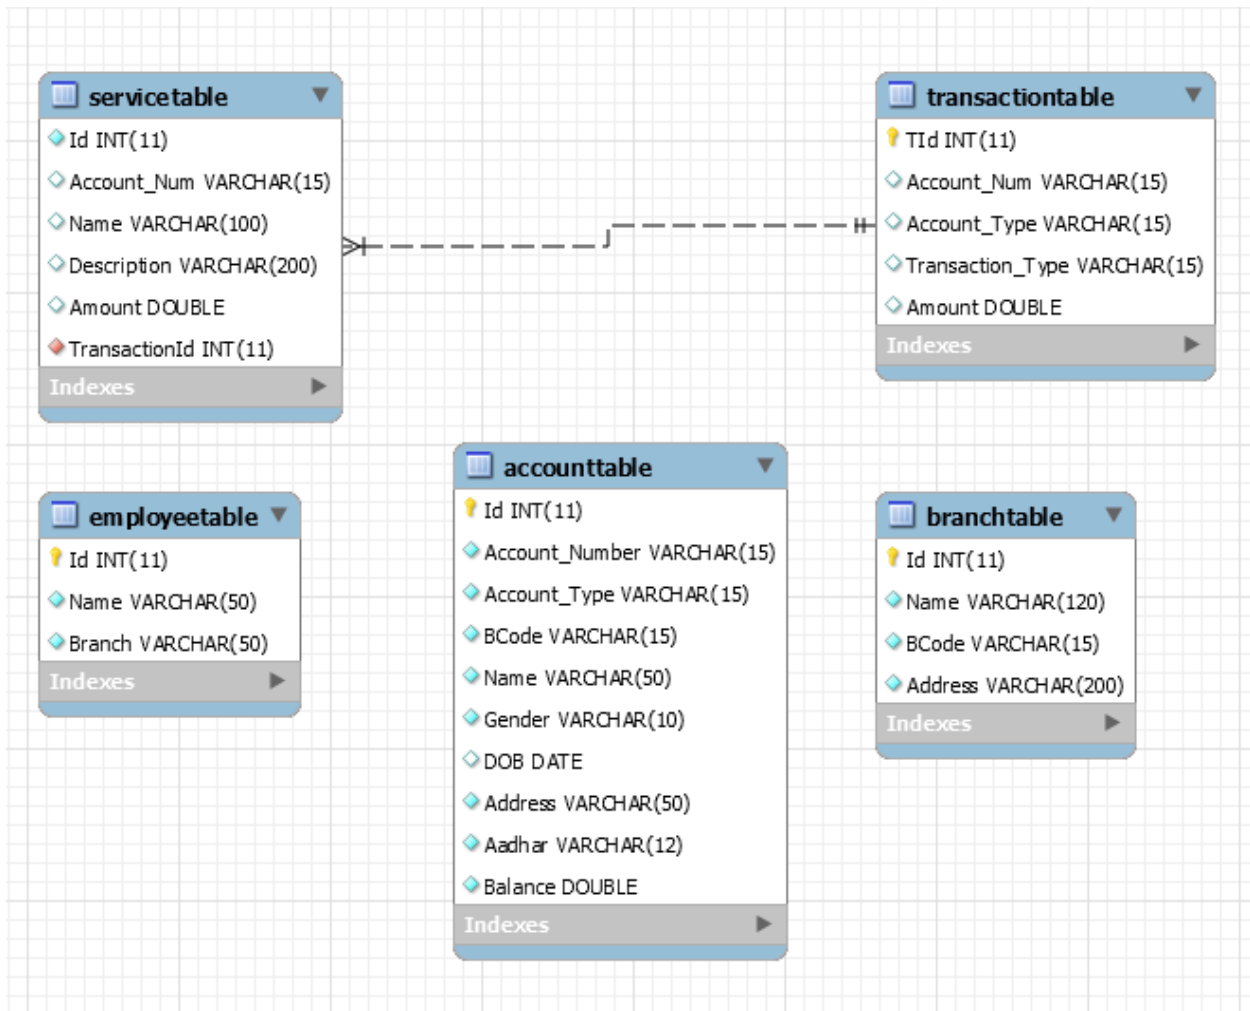 servicetable
Id INT(11)
Account_Num VARCHAR(15)
Name VARCHAR(100)
Description VARCHAR(200)
Amount DOUBLE
TransactionId INT(11)
Indexes
transactiontable
TId INT(11)
Account_Num VARCHAR(15)
Account_Type VARCHAR(15)
Transaction_Type VARCHAR(15)
Amount DOUBLE
Indexes
employeetable
Id INT(11)
Name VARCHAR(50)
Branch VARCHAR(50)
Indexes
accounttable
Id INT(11)
Account_Number VARCHAR(15)
Account_Type VARCHAR(15)
BCode VARCHAR(15)
Name VARCHAR(50)
Gender VARCHAR(10)
DOB DATE
Address VARCHAR(50)
Aadhar VARCHAR(12)
Balance DOUBLE
Indexes
branchtable
Id INT(11)
Name VARCHAR(120)
BCode VARCHAR(15)
Address VARCHAR(200)
Indexes